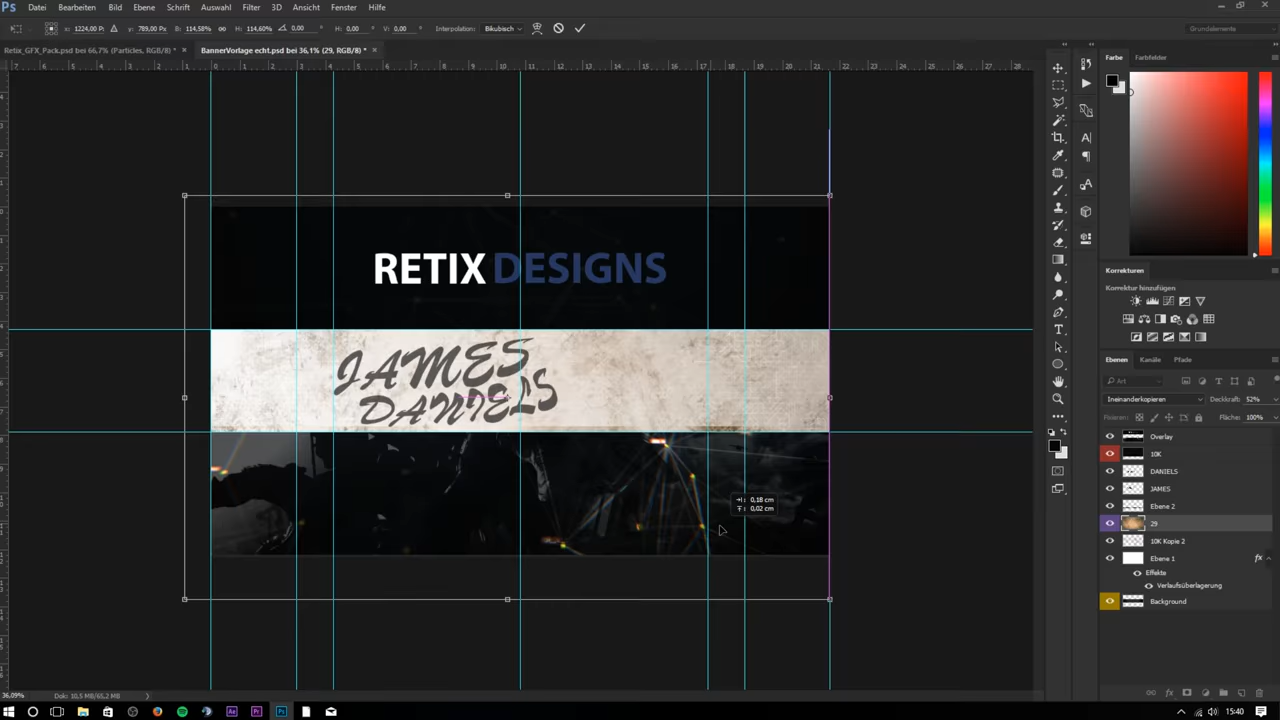 Ps Datei Bearbeiten Bild Ebene Schrift Auswahl Filter 3D Ansicht Fenster Hilfe
X: 1224,00 P Y: 789,00 P B: 114,58% H: 114,60% 0,00 ° H: 0,00 ° V: 0,00 ° Interpolation: Bikubisch Grundelemente
Retix_GFX_Pack.psd bei 66,7% (Particles, RGB/8) * × BannerVorlage echt.psd bei 36,1% (29, RGB/8) * ×
Farbe Farbfelder
RETIX DESIGNS
JAMES
DANIELS
0,18 cm
0,02 cm
Korrekturen
Korrektur hinzufügen
Ebenen Kanäle Pfade
Art
Ineinanderkopieren Deckkraft: 52%
Fixieren: Fläche: 100%
Overlay
10K
DANIELS
JAMES
Ebene 2
29
10K Kopie 2
Ebene 1 fx
Effekte
Verlaufsüberlagerung
Background
36,09% Dok: 10,5 MB/65,2 MB
15:40